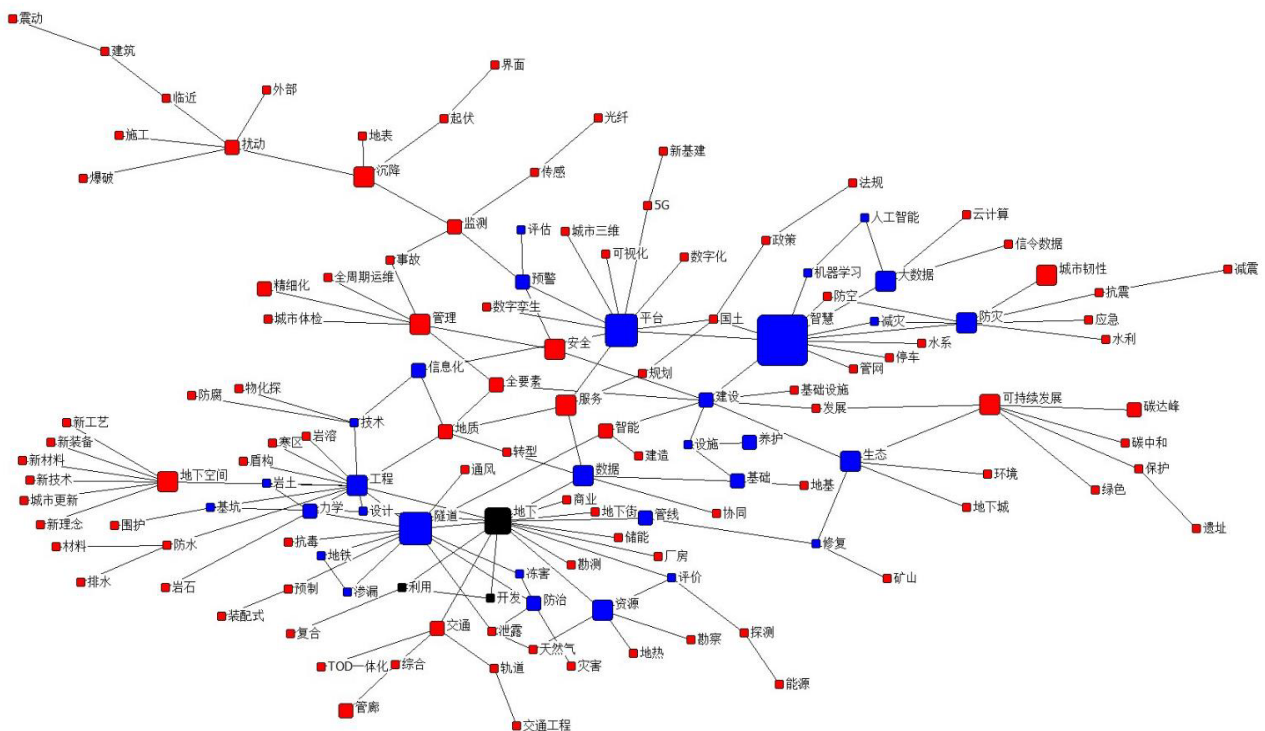 震动
建筑
界面
临近
外部
起伏
光纤
施工
地表
扰动
新基建
爆破
沉降
传感
法规
5G
人工智能
云计算
监测
评估
城市三维
政策
信令数据
可视化
数字化
事故
城市韧性
减震
全周期运维
预警
机器学习
大数据
精细化
抗震
防空
数字孪生
城市体检
管理
平台
国土
智慧
减灾
防灾
应急
水利
安全
水系
停车
信息化
管网
规划
全要素
物化探
防腐
建设
基础设施
服务
发展
可持续发展
碳达峰
新工艺
技术
岩溶
地质
智能
新装备
寒区
设施
养护
碳中和
新材料
盾构
转型
建造
生态
通风
保护
新技术
地下空间
岩土
工程
数据
基础
地基
环境
绿色
城市更新
商业
基坑
力学
设计
地下街
协同
地下城
新理念
围护
隧道
地下
管线
遗址
储能
抗毒
材料
防水
地铁
厂房
修复
勘测
冻害
评价
矿山
排水
岩石
预制
渗漏
利用
开发
防治
资源
装配式
复合
交通
泄露
探测
天然气
地热
勘察
TOD一体化
综合
轨道
灾害
能源
管廊
交通工程